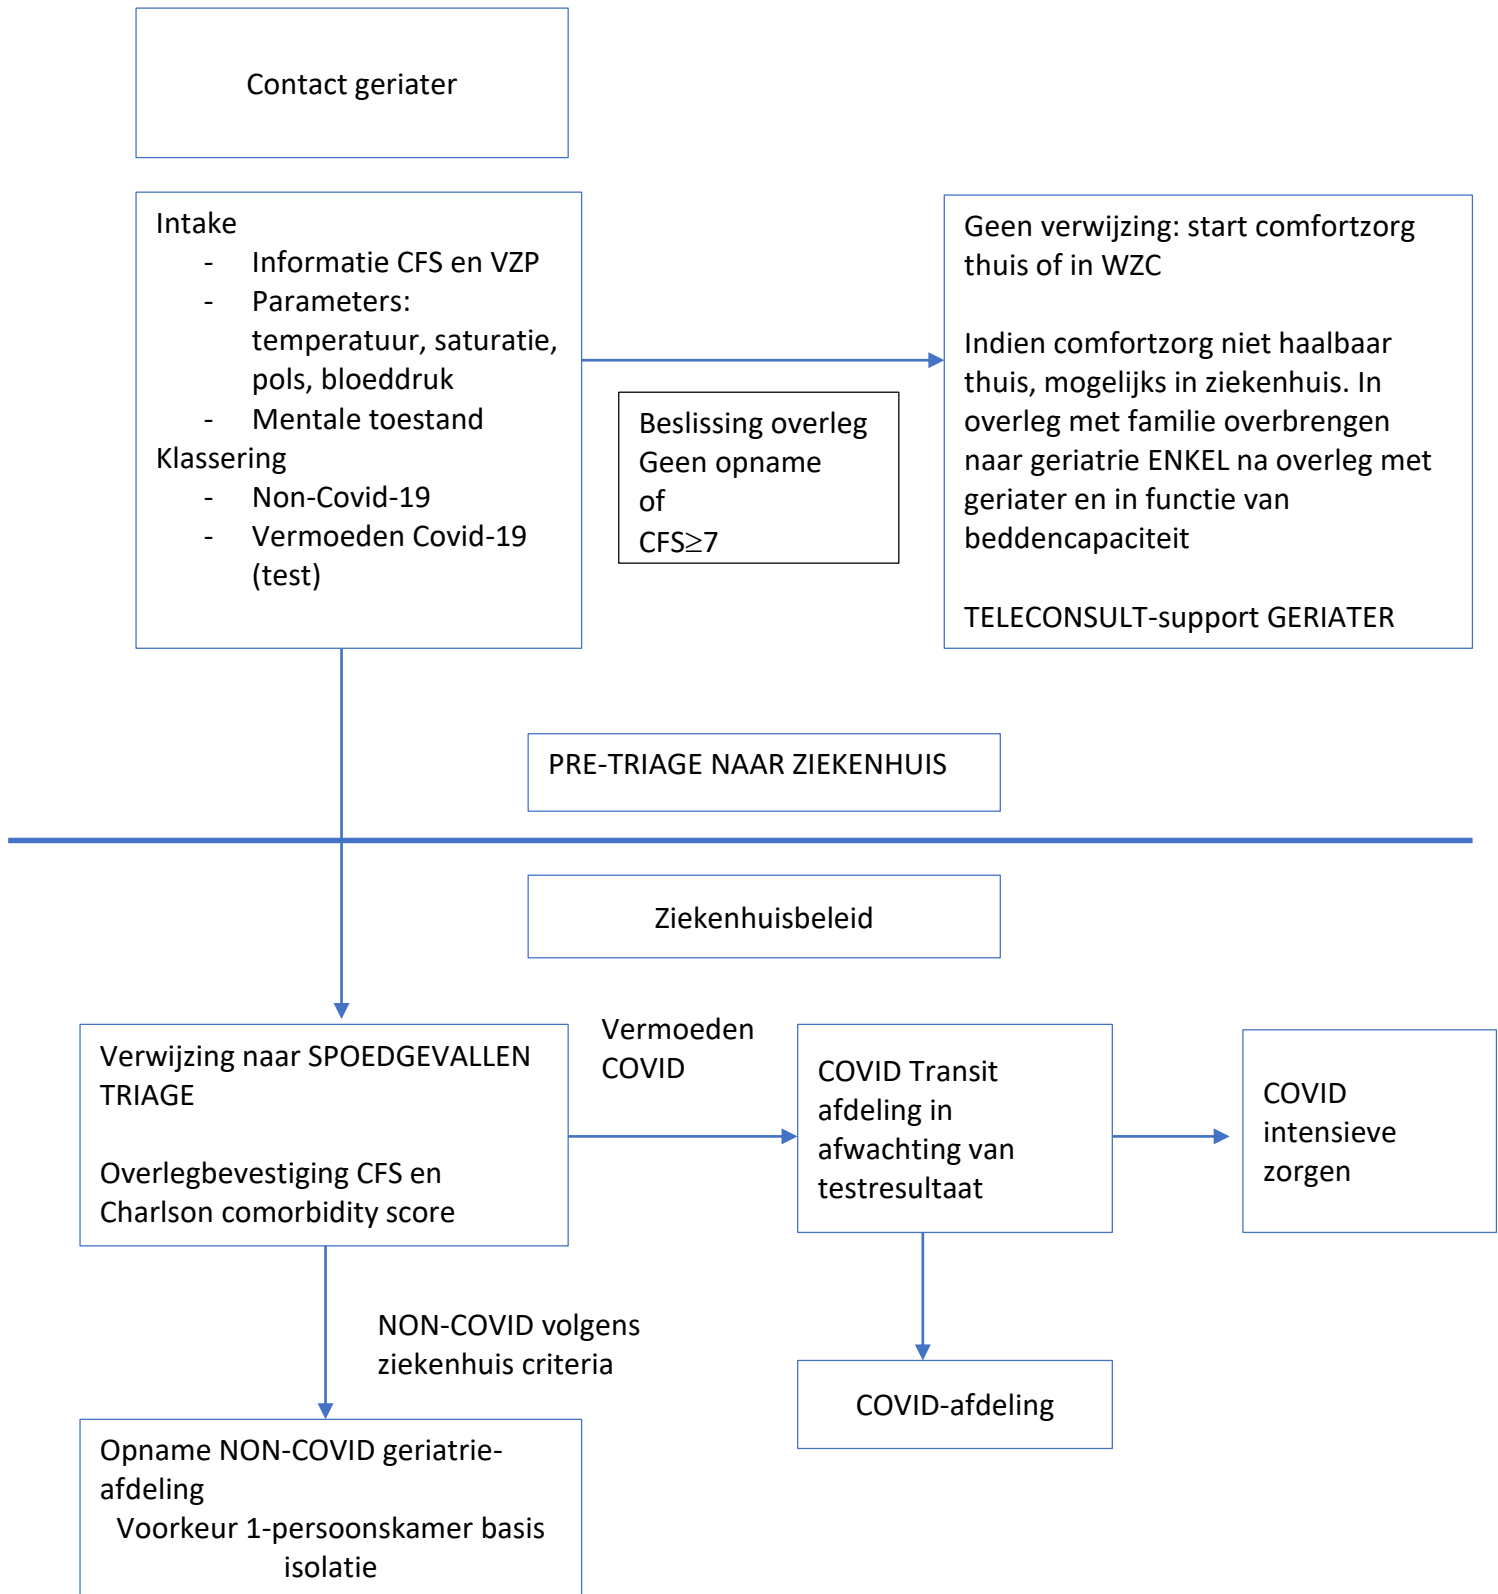 Contact geriater
Intake
- Informatie CFS en VZP
- Parameters:
temperatuur, saturatie,
pols, bloeddruk
- Mentale toestand
Klassering
- Non-Covid-19
- Vermoeden Covid-19
(test)
Beslissing overleg
Geen opname
of
CFS≥7
Geen verwijzing: start comfortzorg
thuis of in WZC
Indien comfortzorg niet haalbaar
thuis, mogelijks in ziekenhuis. In
overleg met familie overbrengen
naar geriatrie ENKEL na overleg met
geriater en in functie van
beddencapaciteit
TELECONSULT-support GERIATER
PRE-TRIAGE NAAR ZIEKENHUIS
Ziekenhuisbeleid
Verwijzing naar SPOEDGEVALLEN
TRIAGE
Overlegbevestiging CFS en
Charlson comorbidity score
Vermoeden
COVID
COVID Transit
afdeling in
afwachting van
testresultaat
COVID
intensieve
zorgen
NON-COVID volgens
ziekenhuis criteria
COVID-afdeling
Opname NON-COVID geriatrie-
afdeling
Voorkeur 1-persoonskamer basis
isolatie